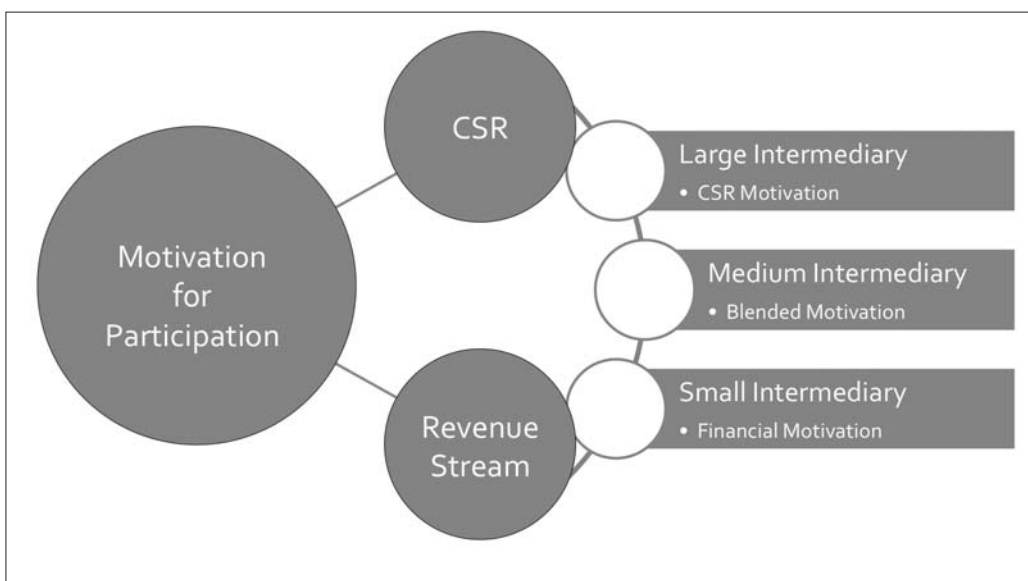 Motivation
for
Participation
CSR
Revenue
Stream
Large Intermediary
• CSR Motivation
Medium Intermediary
• Blended Motivation
Small Intermediary
• Financial Motivation